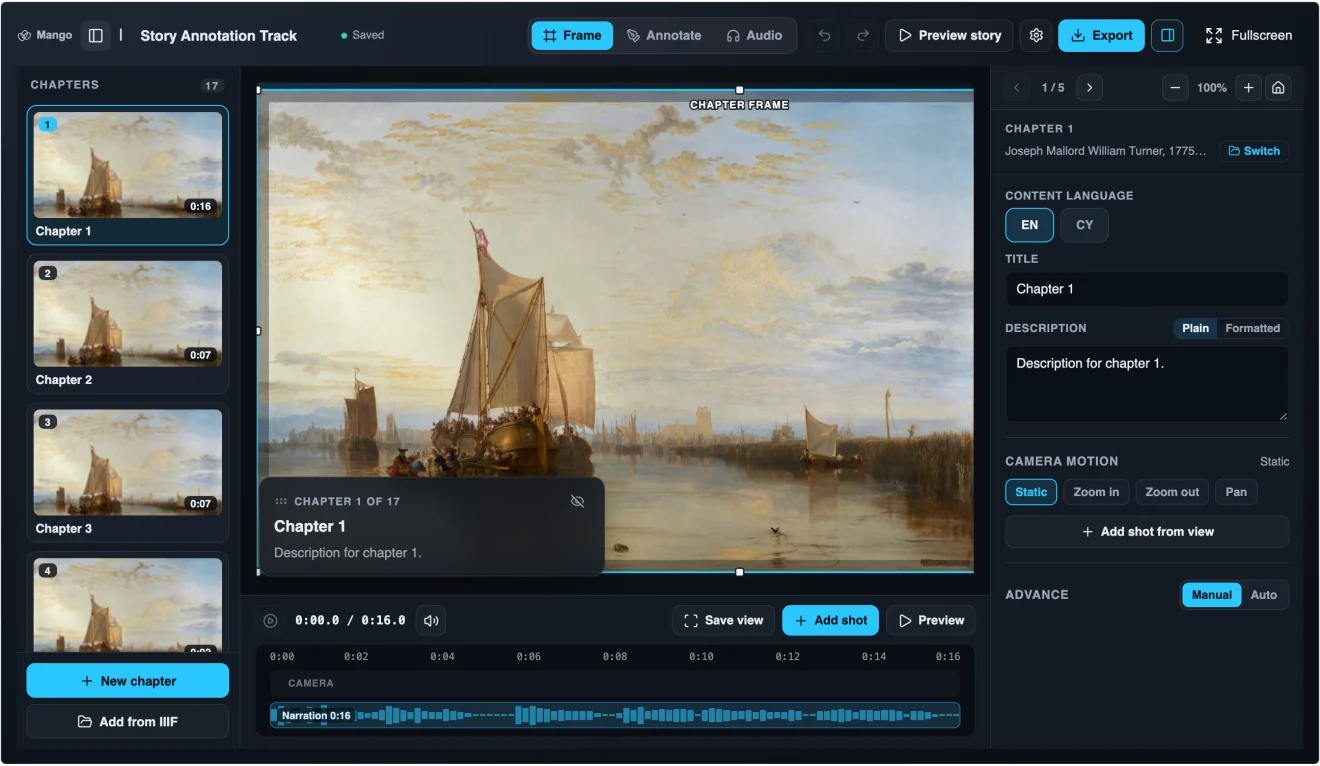 Mango
Story Annotation Track
Saved
Frame
Annotate
Audio
Preview story
Export
Fullscreen
CHAPTERS 17
1
0:16
Chapter 1
2
0:07
Chapter 2
3
0:07
Chapter 3
4
New chapter
Add from IIIF
CHAPTER FRAME
CHAPTER 1 OF 17
Chapter 1
Description for chapter 1.
0:00.0 / 0:16.0
Save view
Add shot
Preview
0:00 0:02 0:04 0:06 0:08 0:10 0:12 0:14 0:16
CAMERA
Narration 0:16
1 / 5
100%
CHAPTER 1
Joseph Mallord William Turner, 1775...
Switch
CONTENT LANGUAGE
EN CY
TITLE
Chapter 1
DESCRIPTION Plain Formatted
Description for chapter 1.
CAMERA MOTION Static
Static Zoom in Zoom out Pan
Add shot from view
ADVANCE Manual Auto